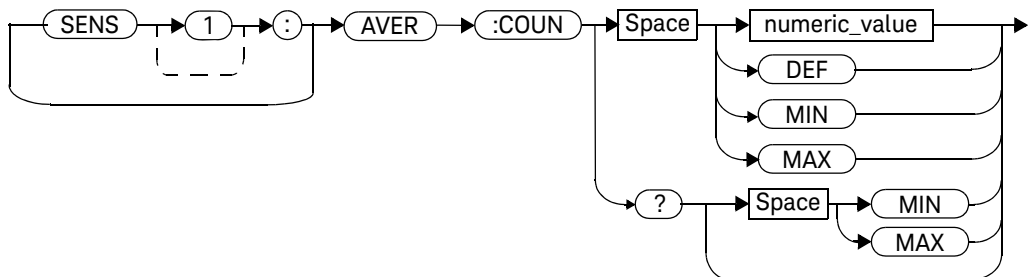 SENS 1 : AVER :COUN Space numeric_value
DEF
MIN
MAX
? Space MIN
MAX